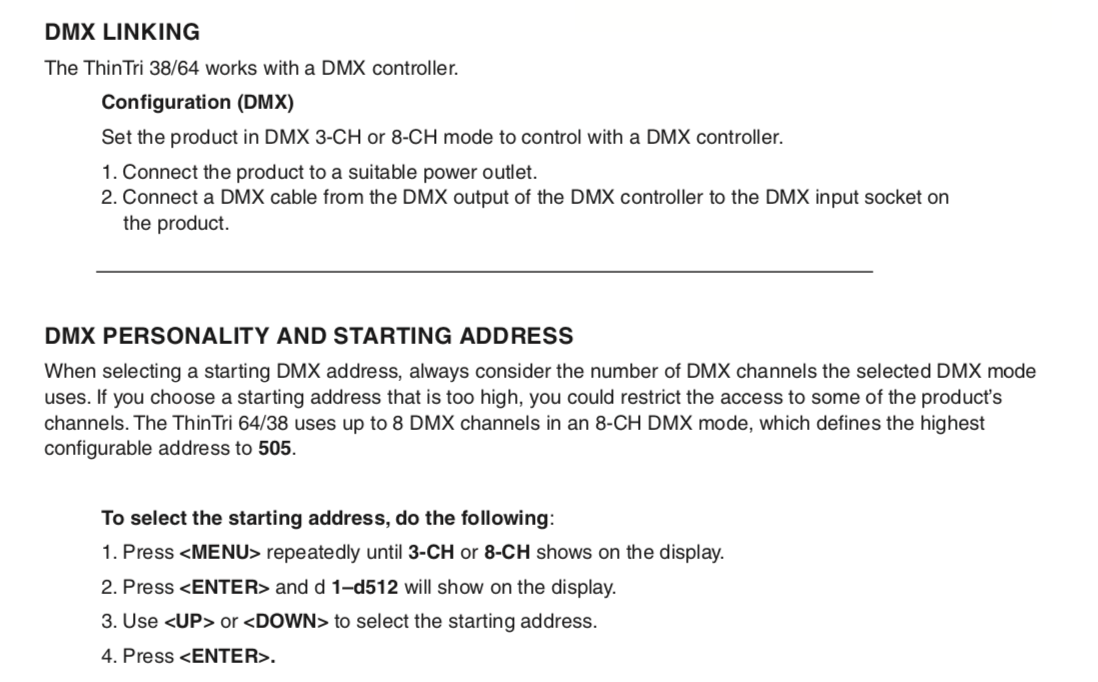 DMX LINKING
The ThinTri 38/64 works with a DMX controller.
Configuration (DMX)
Set the product in DMX 3-CH or 8-CH mode to control with a DMX controller.
1. Connect the product to a suitable power outlet.
2. Connect a DMX cable from the DMX output of the DMX controller to the DMX input socket on
the product.
DMX PERSONALITY AND STARTING ADDRESS
When selecting a starting DMX address, always consider the number of DMX channels the selected DMX mode
uses. If you choose a starting address that is too high, you could restrict the access to some of the product's
channels. The ThinTri 64/38 uses up to 8 DMX channels in an 8-CH DMX mode, which defines the highest
configurable address to 505.
To select the starting address, do the following:
1. Press <MENU> repeatedly until 3-CH or 8-CH shows on the display.
2. Press <ENTER> and d 1–d512 will show on the display.
3. Use <UP> or <DOWN> to select the starting address.
4. Press <ENTER>.